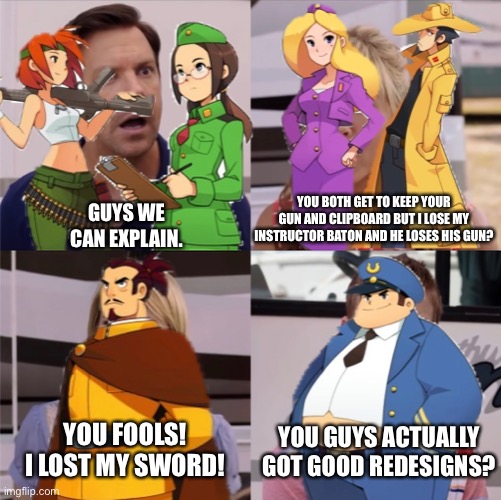 GUYS WE
CAN EXPLAIN.
YOU BOTH GET TO KEEP YOUR
GUN AND CLIPBOARD BUT I LOSE MY
INSTRUCTOR BATON AND HE LOSES HIS GUN?
YOU FOOLS!
I LOST MY SWORD!
YOU GUYS ACTUALLY
GOT GOOD REDESIGNS?
imgflip.com